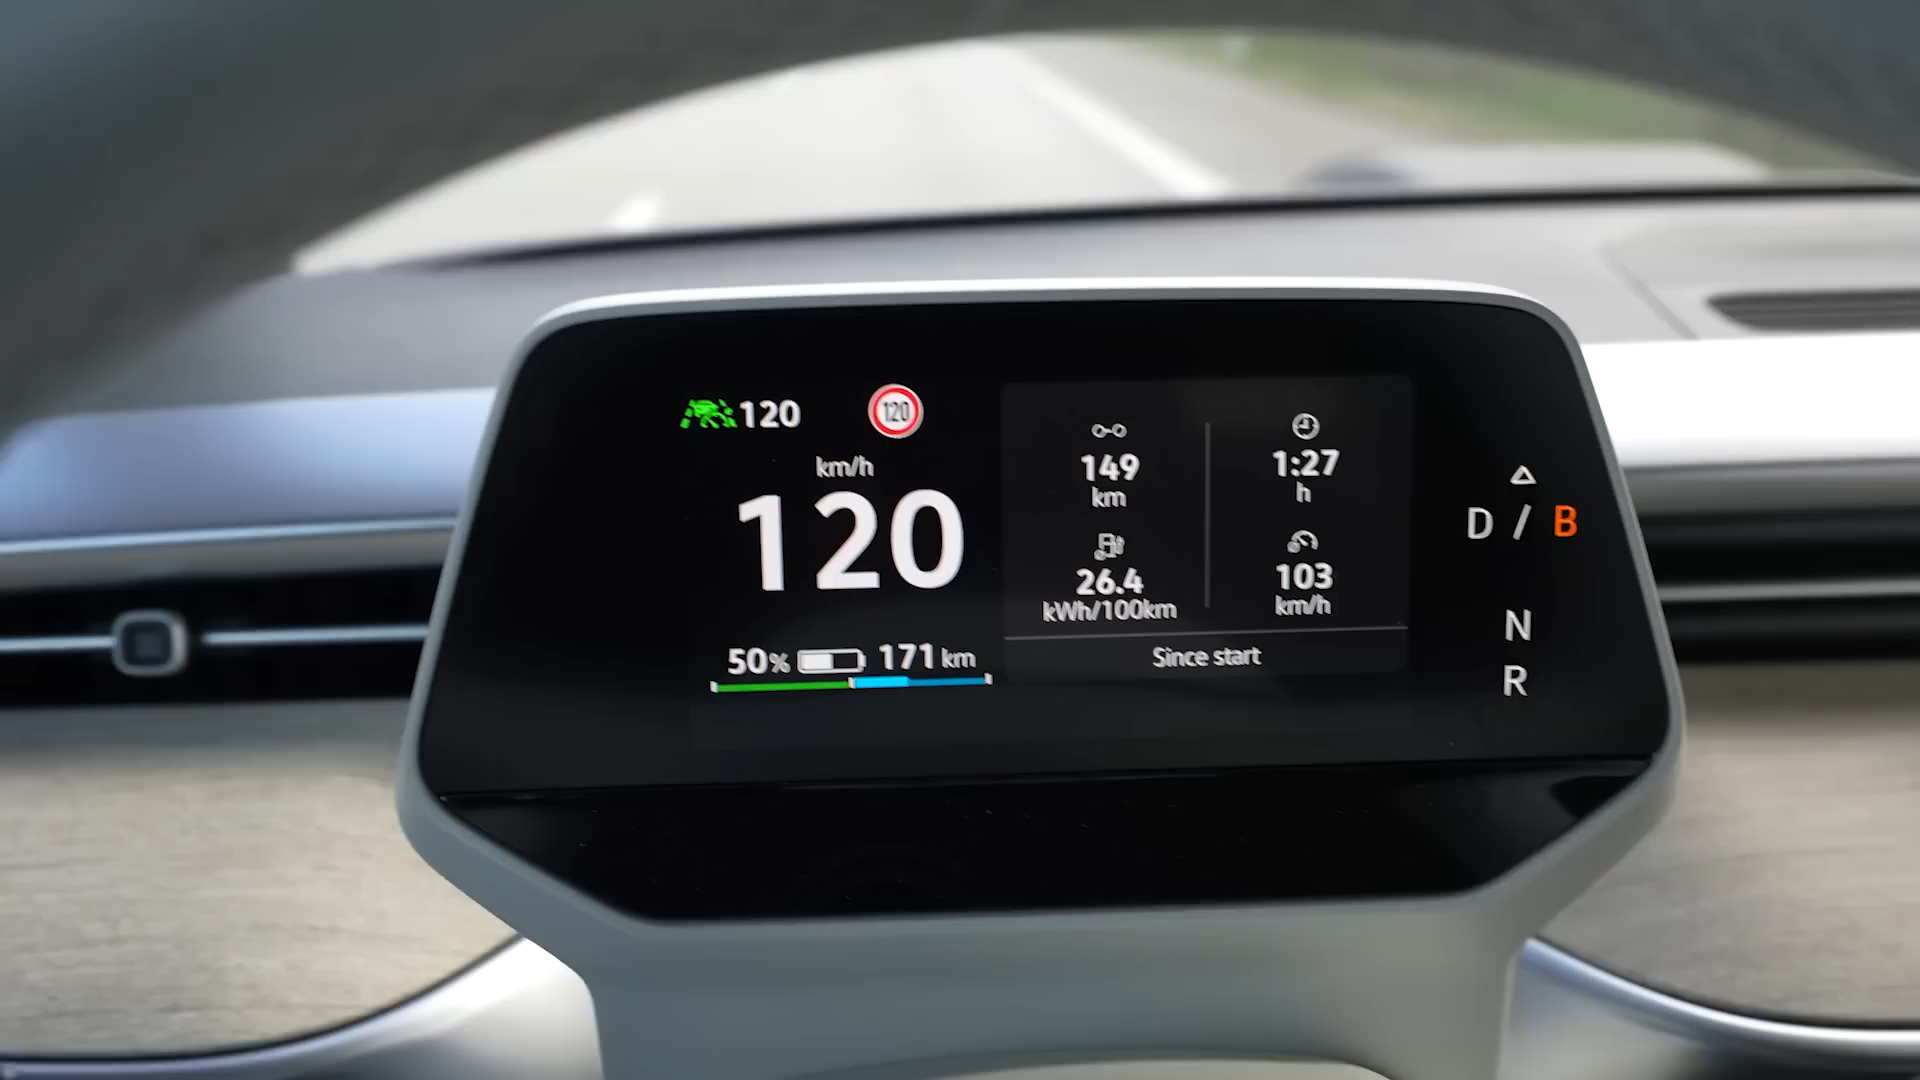 120
120
km/h
120
50% 171 km
149
km
1:27
h
26.4
kWh/100km
103
km/h
Since start
D / B
N
R